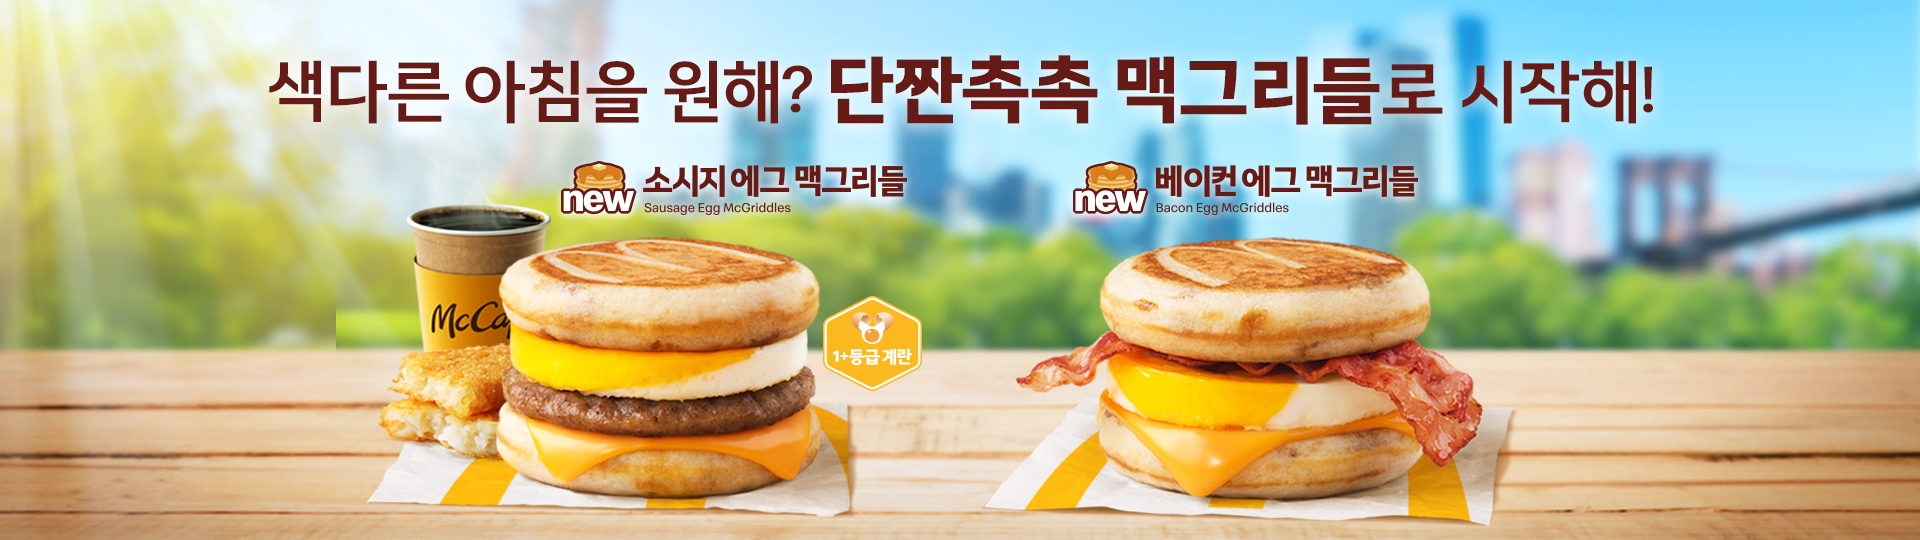 색다른 아침을 원해? 단짠촉촉 맥그리들로 시작해!
new 소시지 에그 맥그리들
Sausage Egg McGriddles
new 베이컨 에그 맥그리들
Bacon Egg McGriddles
McCa
1+등급 계란